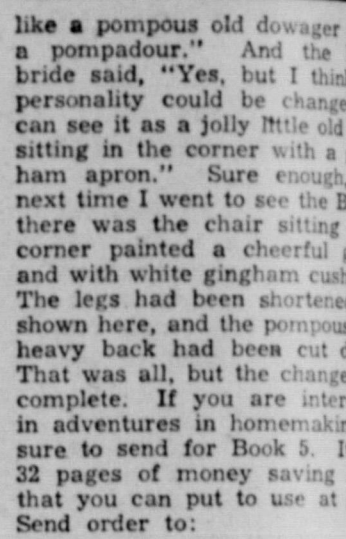 like a pompous old dowager
a pompadour." And the
bride said, "Yes, but I thin
personality could be change
can see it as a jolly lttle old
sitting in the corner with a
ham apron." Sure enough,
next time I went to see the B
there was the chair sitting
corner painted a cheerful
and with white gingham cush
The legs had been shortene
shown here, and the pompou
heavy back had been cut
That was all, but the change
complete. If you are inter
in adventures in homemakin
sure to send for Book 5. I
32 pages of money saving
that you can put to use at
Send order to: